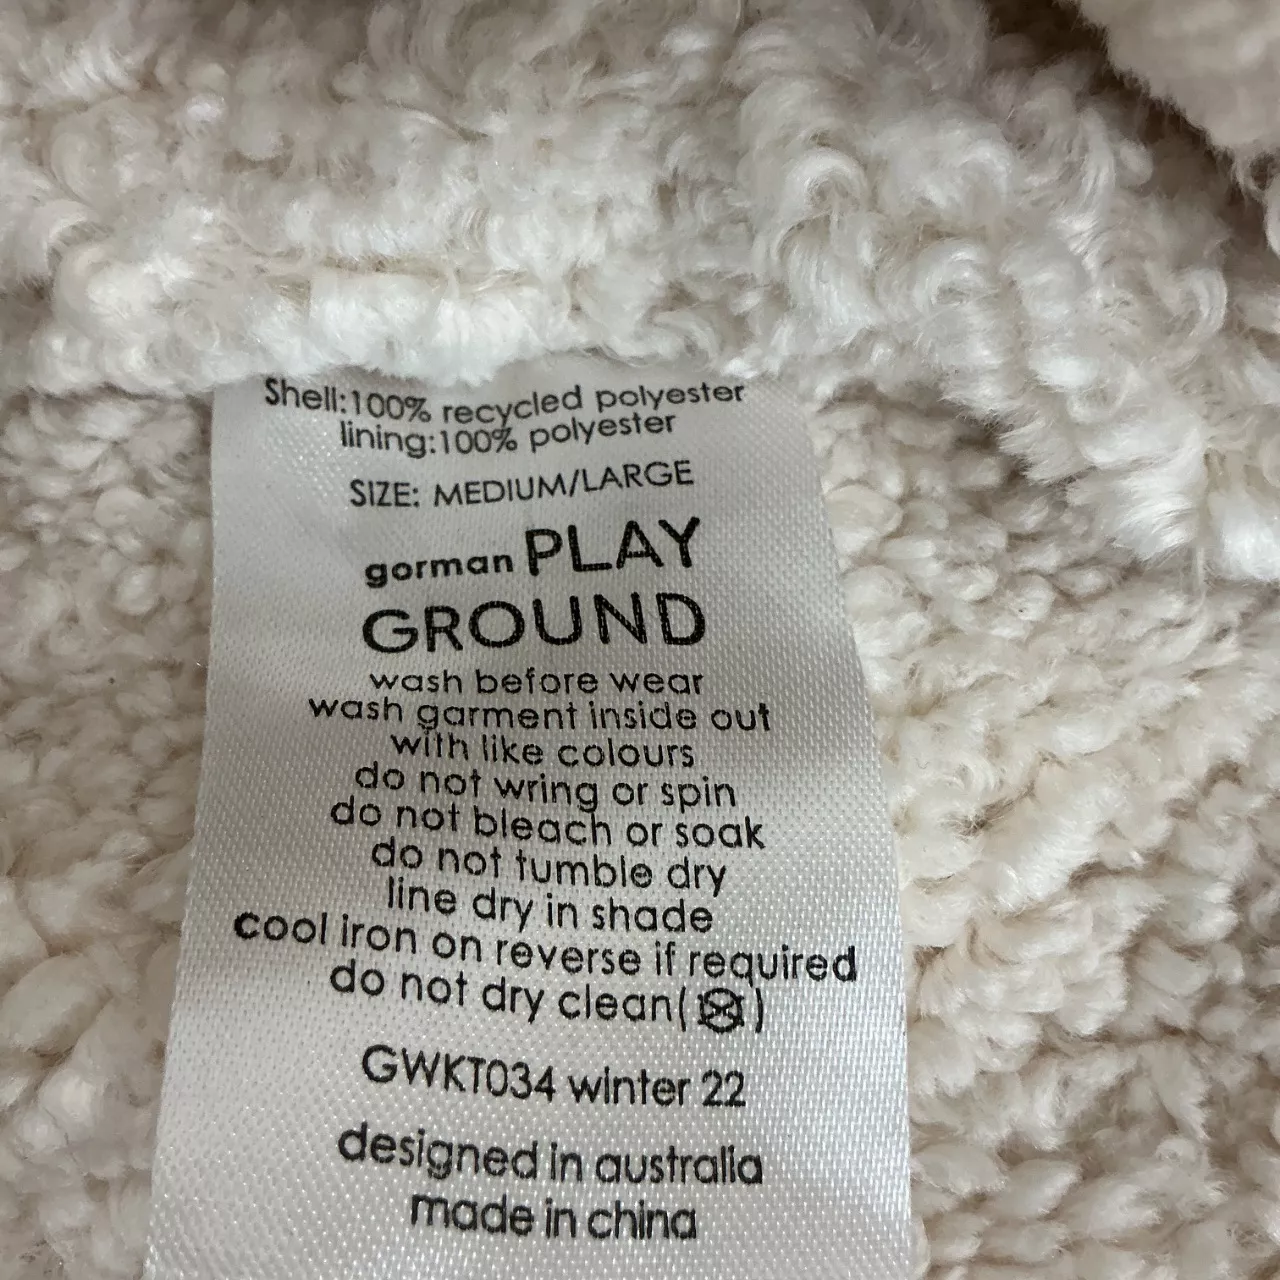 Shell:100% recycled polyester
lining:100% polyester
SIZE: MEDIUM/LARGE
gorman PLAY
GROUND
wash before wear
wash garment inside out
with like colours
do not wring or spin
do not bleach or soak
do not tumble dry
line dry in shade
cool iron on reverse if required
do not dry clean( )
GWKT034 winter 22
designed in australia
made in china